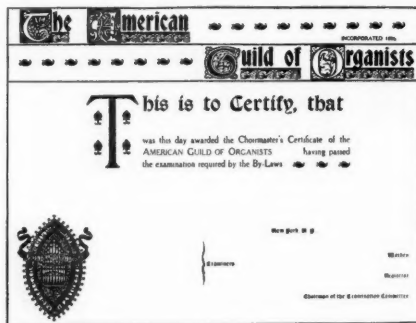 The American
INCORPORATED 1896
Guild of Organists
This is to Certify, that
was this day awarded the Choirmaster's Certificate of the
AMERICAN GUILD OF ORGANISTS having passed
the examination required by the By-Laws
New York N. Y.
Examiners
Warden
Registrar
Chairman of the Examination Committee